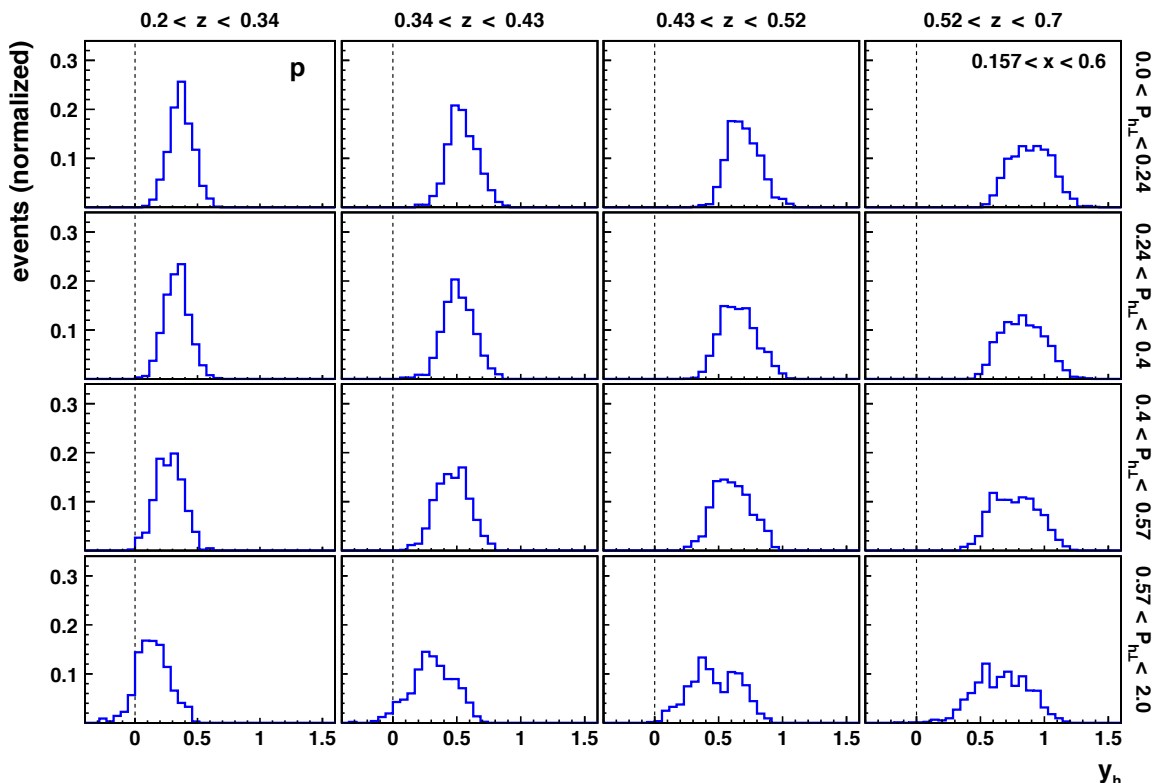 0.2 < z < 0.34
0.34 < z < 0.43
0.43 < z < 0.52
0.52 < z < 0.7
events (normalized)
0.3
0.2
0.1
p
0.157 < x < 0.6
0.0 < P_h⊥ < 0.24
0.3
0.2
0.1
0.24 < P_h⊥ < 0.4
0.3
0.2
0.1
0.4 < P_h⊥ < 0.57
0.3
0.2
0.1
0.57 < P_h⊥ < 2.0
0 0.5 1 1.5
0 0.5 1 1.5
0 0.5 1 1.5
0 0.5 1 1.5
y_h